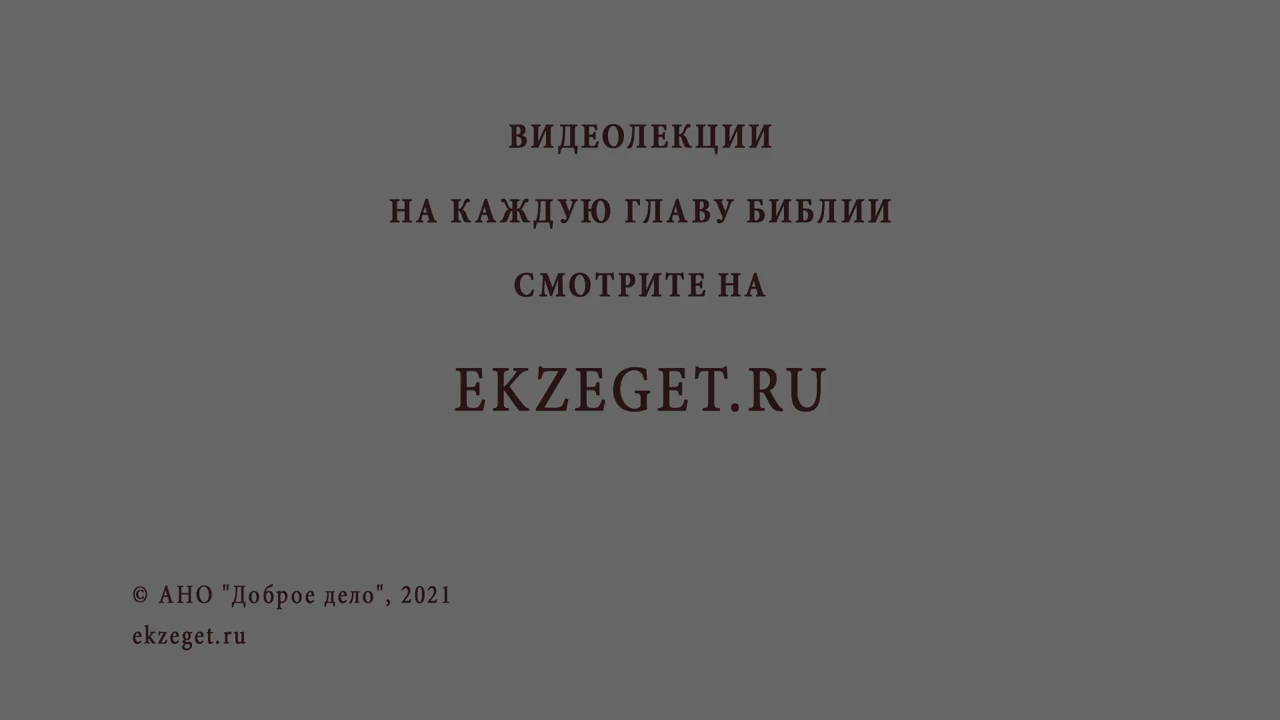 ВИДЕОЛЕКЦИИ
НА КАЖДУЮ ГЛАВУ БИБЛИИ
СМОТРИТЕ НА
EKZEGET.RU
© АНО "Доброе дело", 2021
ekzeget.ru